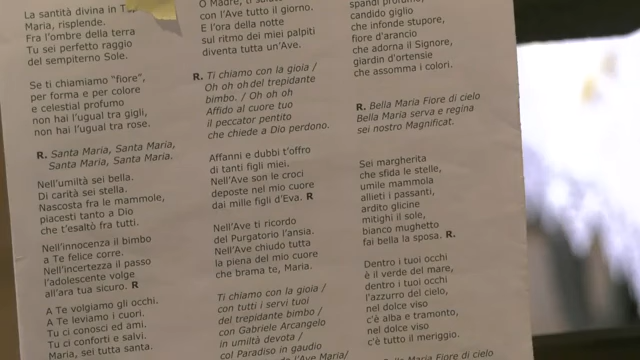 La santità divina in
Maria, risplende.
Fra l'ombre della terra
Tu sei perfetto raggio
del sempiterno Sole.
Se ti chiamiamo "fiore",
per forma e per colore
e celestial profumo
non hai l'ugual tra gigli,
non hai l'ugual tra rose.
R. Santa Maria, Santa Maria,
Santa Maria, Santa Maria.
Nell'umiltà sei bella.
Di carità sei stella.
Nascosta fra le mammole,
piacesti tanto a Dio
che t'esaltò fra tutti.
Nell'innocenza il bimbo
a Te felice corre.
Nell'incertezza il passo
l'adolescente volge
all'ara tua sicuro. R
A Te volgiamo gli occhi.
A Te leviamo i cuori.
Tu ci conosci ed ami.
Tu ci conforti e salvi.
Maria, sei tutta santa.
O Madre, ti
con l'Ave tutto il giorno.
E l'ora della notte
sul ritmo dei miei palpiti
diventa tutta un'Ave.
R. Ti chiamo con la gioia /
Oh oh oh del trepidante
bimbo. / Oh oh oh
Affido al cuore tuo
il peccator pentito
che chiede a Dio perdono.
Affanni e dubbi t'offro
di tanti figli miei.
Nell'Ave son le croci
deposte nel mio cuore
dai mille figli d'Eva. R
Nell'Ave ti ricordo
del Purgatorio l'ansia.
Nell'Ave chiudo tutta
la piena del mio cuore
che brama te, Maria.
Ti chiamo con la gioia /
con tutti i servi tuoi
del trepidante bimbo /
con Gabriele Arcangelo
in umiltà devota /
col Paradiso in gaudio
l'Ave Maria/
spandi profumo,
candido giglio
che infonde stupore,
fiore d'arancio
che adorna il Signore,
giardin d'ortensie
che assomma i colori.
R. Bella Maria Fiore di cielo
Bella Maria serva e regina
sei nostro Magnificat.
Sei margherita
che sfida le stelle,
umile mammola
allieti i passanti,
ardito glicine
mitighi il sole,
bianco mughetto
fai bella la sposa. R.
Dentro i tuoi occhi
è il verde del mare,
dentro i tuoi occhi
l'azzurro del cielo,
nel dolce viso
c'è alba e tramonto,
nel dolce viso
c'è tutto il meriggio.
Bella Maria Fiore di cielo